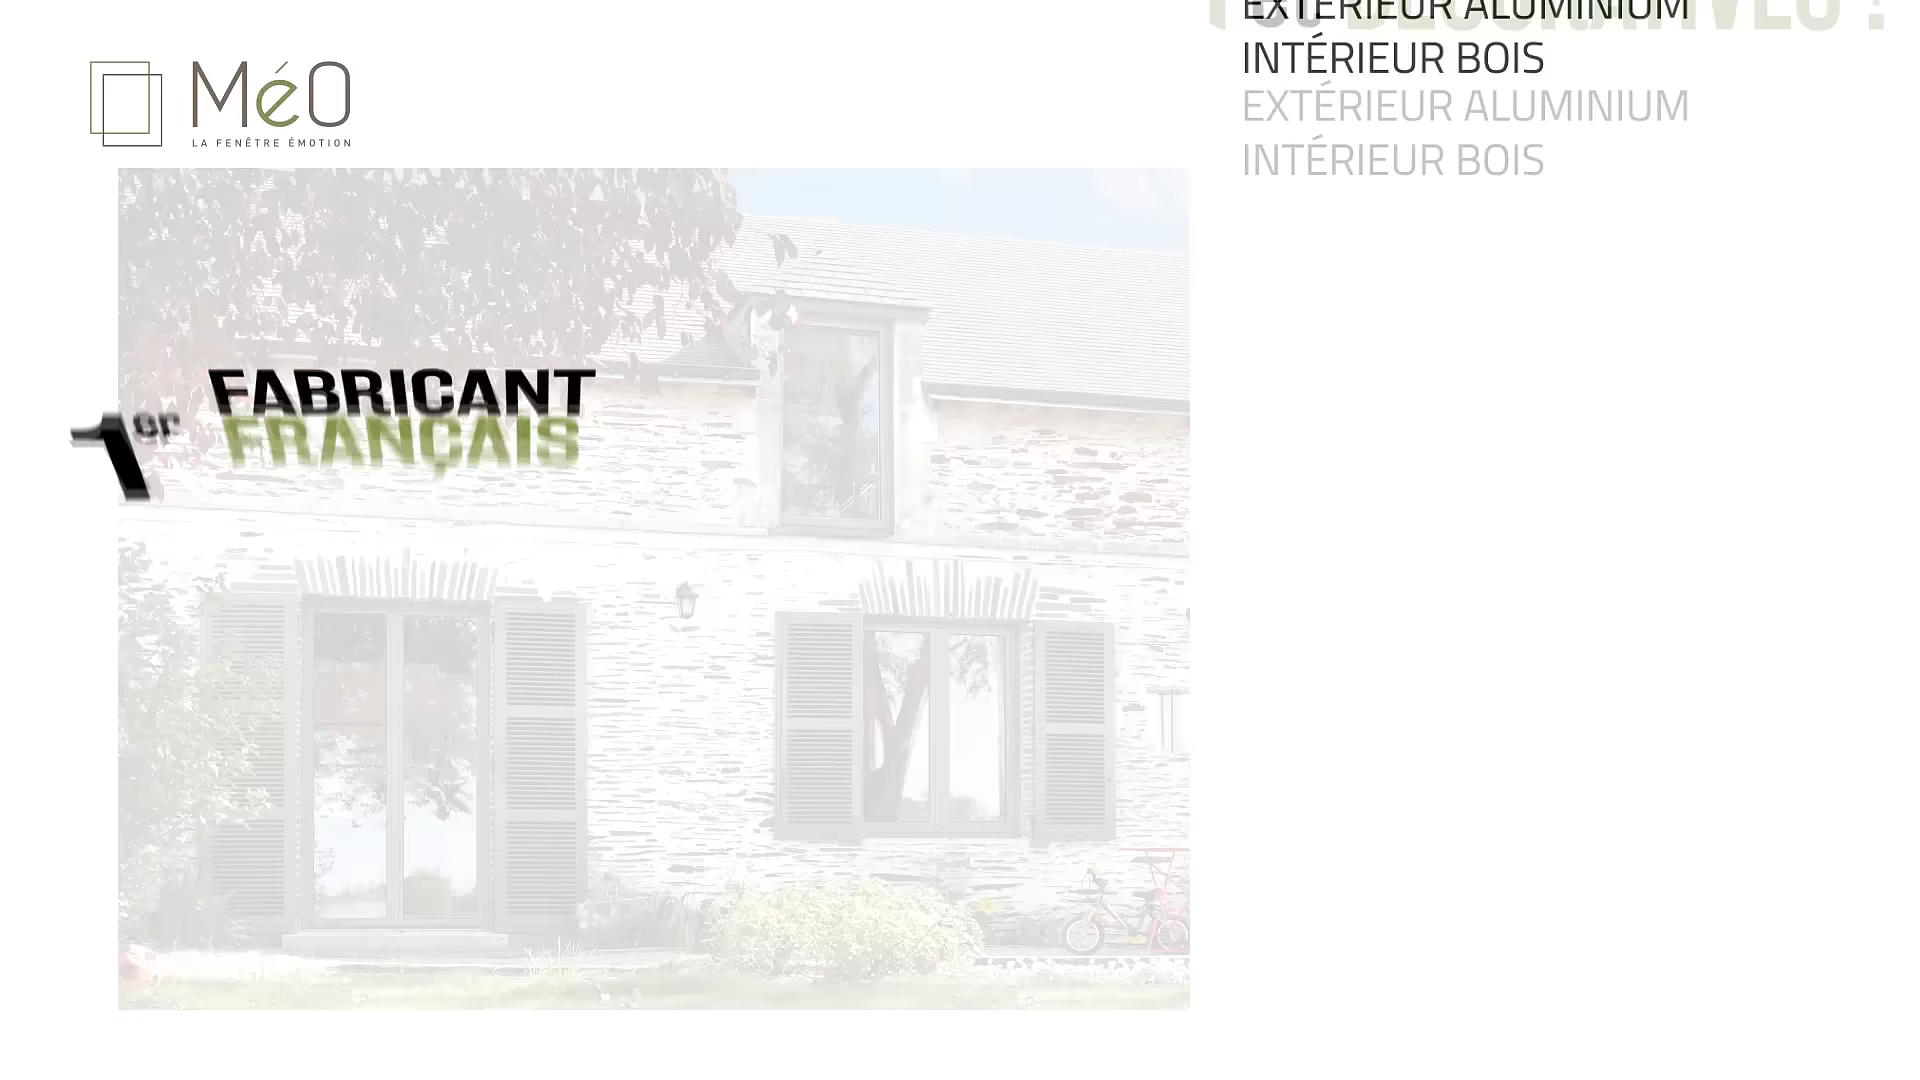 MéO
LA FENÊTRE ÉMOTION
EXTÉRIEUR ALUMINIUM
INTÉRIEUR BOIS
EXTÉRIEUR ALUMINIUM
INTÉRIEUR BOIS
1er
FABRICANT
FRANÇAIS